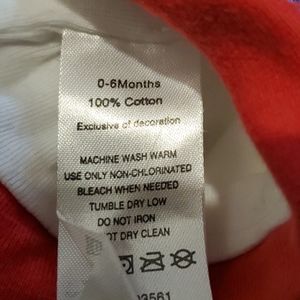 0-6Months
100% Cotton
Exclusive of decoration
MACHINE WASH WARM
USE ONLY NON-CHLORINATED
BLEACH WHEN NEEDED
TUMBLE DRY LOW
DO NOT IRON
DRY CLEAN
3561